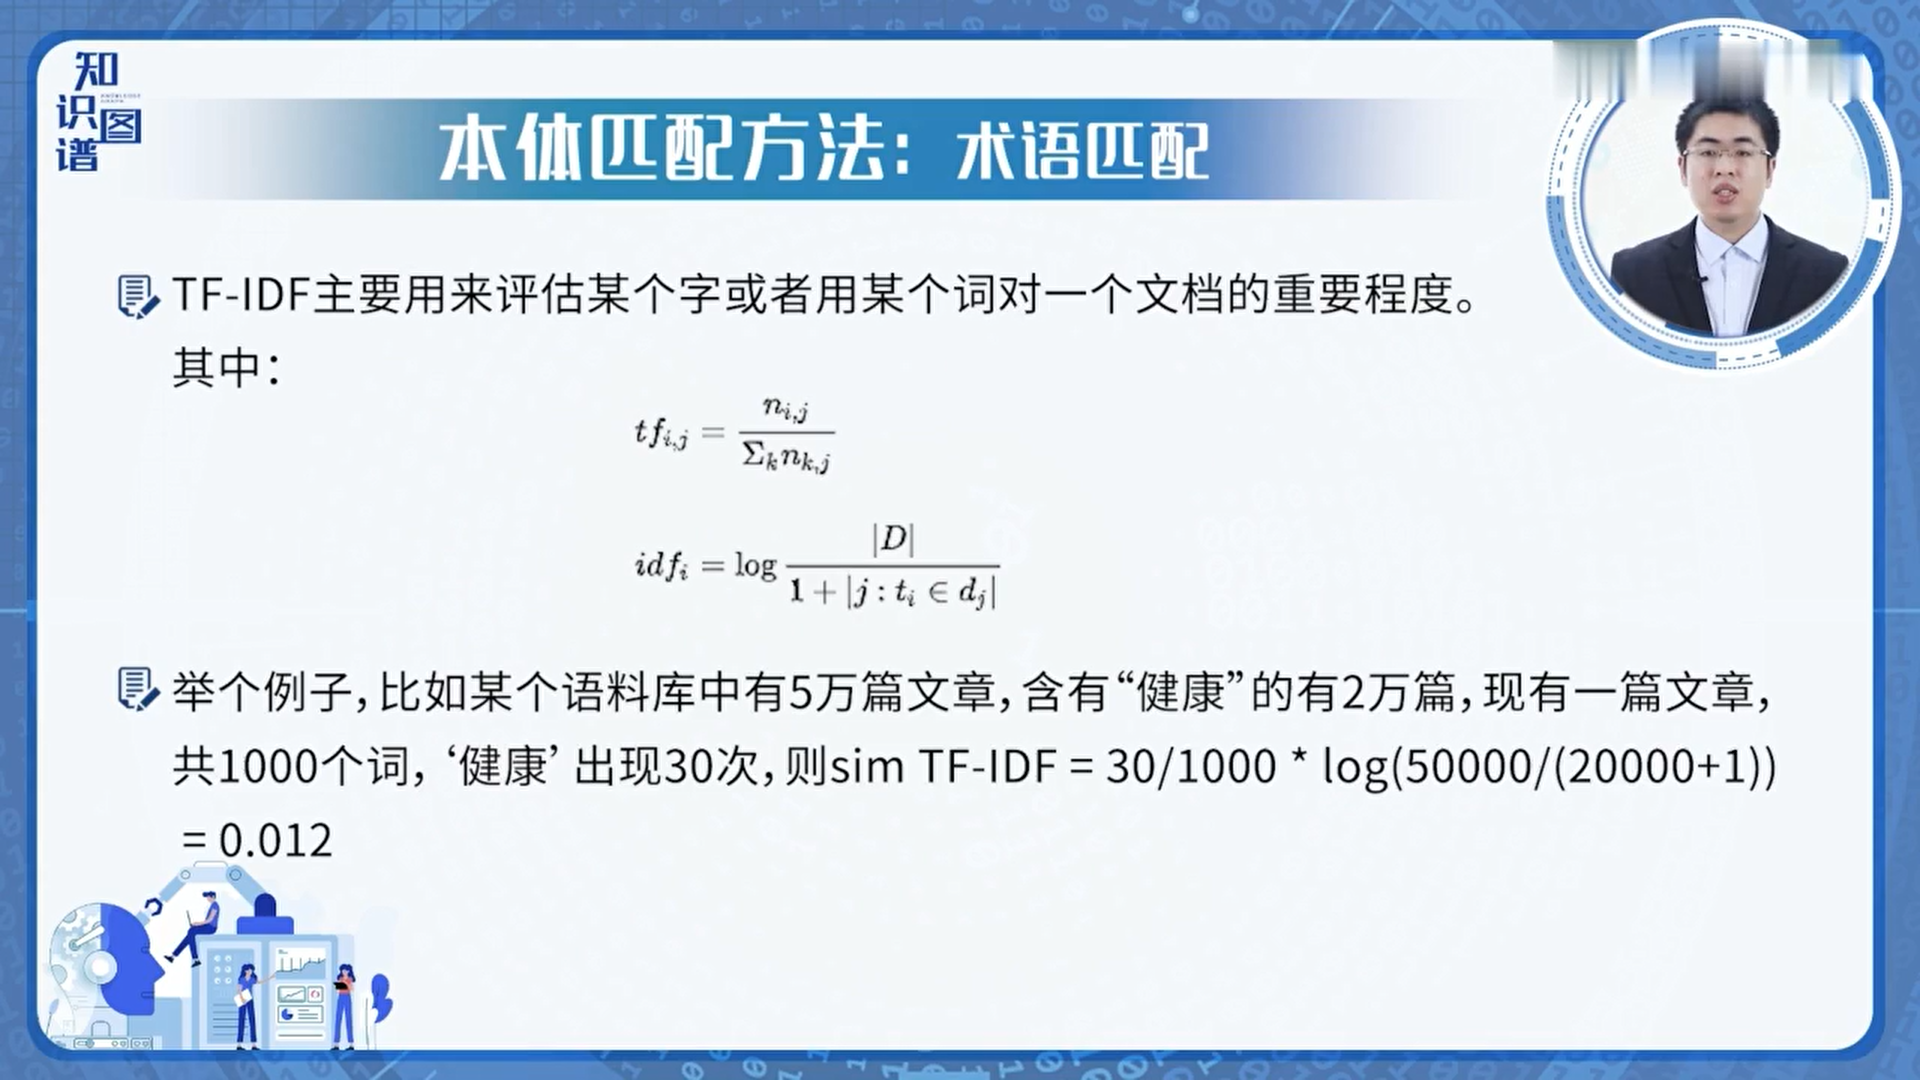 知识图谱
KNOWLEDGE
GRAPH
本体匹配方法：术语匹配
TF-IDF主要用来评估某个字或者用某个词对一个文档的重要程度。
其中：
tf_{i,j} = n_{i,j} / Σ_k n_{k,j}
idf_i = log |D| / (1 + |j : t_i ∈ d_j|)
举个例子，比如某个语料库中有5万篇文章，含有“健康”的有2万篇，现有一篇文章，
共1000个词，‘健康’ 出现30次，则sim TF-IDF = 30/1000 * log(50000/(20000+1))
= 0.012